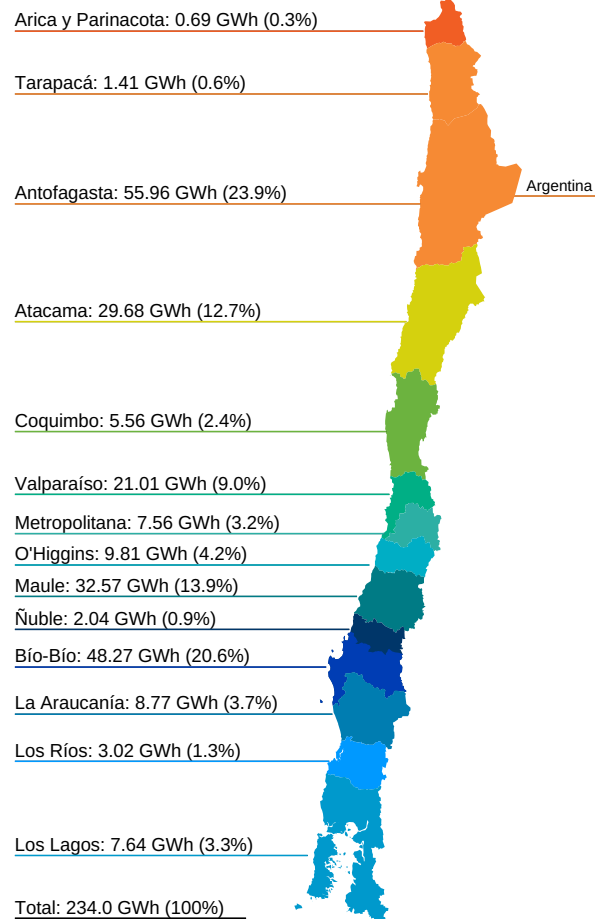 Arica y Parinacota: 0.69 GWh (0.3%)
Tarapacá: 1.41 GWh (0.6%)
Antofagasta: 55.96 GWh (23.9%)
Argentina
Atacama: 29.68 GWh (12.7%)
Coquimbo: 5.56 GWh (2.4%)
Valparaíso: 21.01 GWh (9.0%)
Metropolitana: 7.56 GWh (3.2%)
O'Higgins: 9.81 GWh (4.2%)
Maule: 32.57 GWh (13.9%)
Ñuble: 2.04 GWh (0.9%)
Bío-Bío: 48.27 GWh (20.6%)
La Araucanía: 8.77 GWh (3.7%)
Los Ríos: 3.02 GWh (1.3%)
Los Lagos: 7.64 GWh (3.3%)
Total: 234.0 GWh (100%)